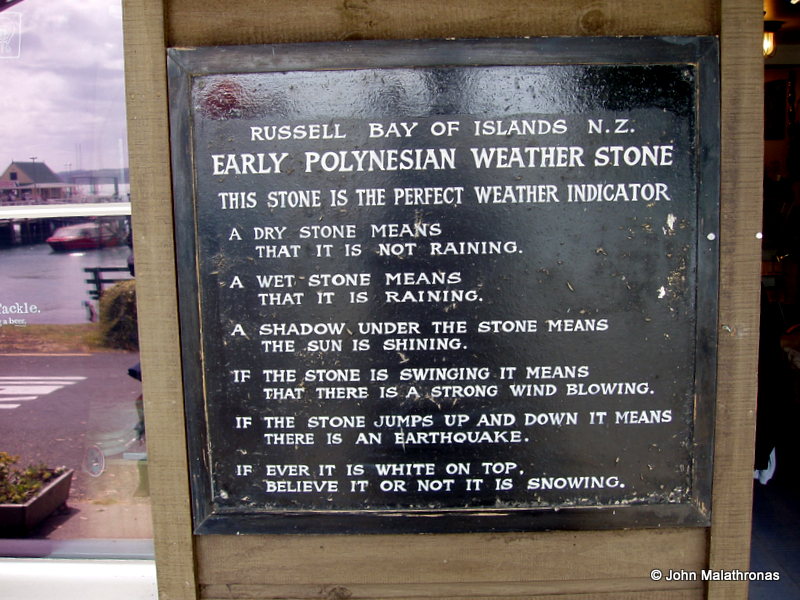 RUSSELL BAY OF ISLANDS N.Z.
EARLY POLYNESIAN WEATHER STONE
THIS STONE IS THE PERFECT WEATHER INDICATOR
A DRY STONE MEANS
THAT IT IS NOT RAINING.
A WET STONE MEANS
THAT IT IS RAINING.
A SHADOW UNDER THE STONE MEANS
THE SUN IS SHINING.
IF THE STONE IS SWINGING IT MEANS
THAT THERE IS A STRONG WIND BLOWING.
IF THE STONE JUMPS UP AND DOWN IT MEANS
THERE IS AN EARTHQUAKE.
IF EVER IT IS WHITE ON TOP,
BELIEVE IT OR NOT IT IS SNOWING.
Tackle.
g a beer.
© John Malathronas